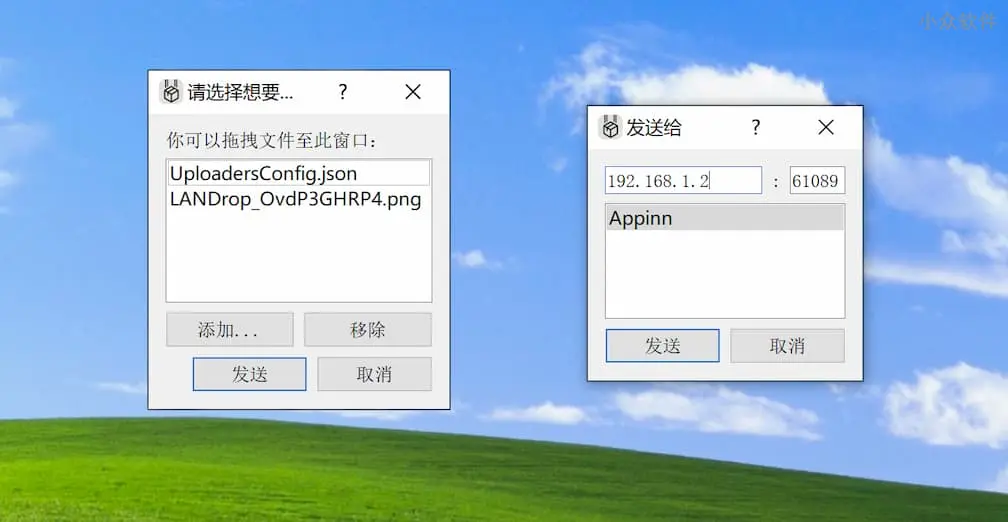 小众软件
请选择想要...
?
你可以拖拽文件至此窗口:
UploadersConfig.json
LANDrop_OvdP3GHRP4.png
添加...
移除
发送
取消
发送给
?
192.168.1.2 : 61089
Appinn
发送
取消